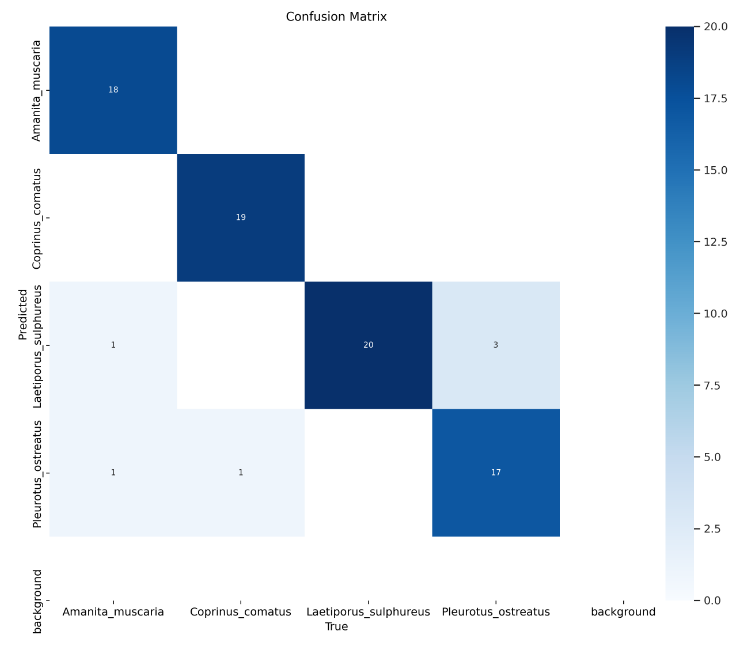 Confusion Matrix
Amanita_muscaria
Coprinus_comatus
Laetiporus_sulphureus
Pleurotus_ostreatus
background
Predicted
18
19
1
20
3
1
1
17
Amanita_muscaria
Coprinus_comatus
Laetiporus_sulphureus
Pleurotus_ostreatus
background
True
20.0
17.5
15.0
12.5
10.0
7.5
5.0
2.5
0.0